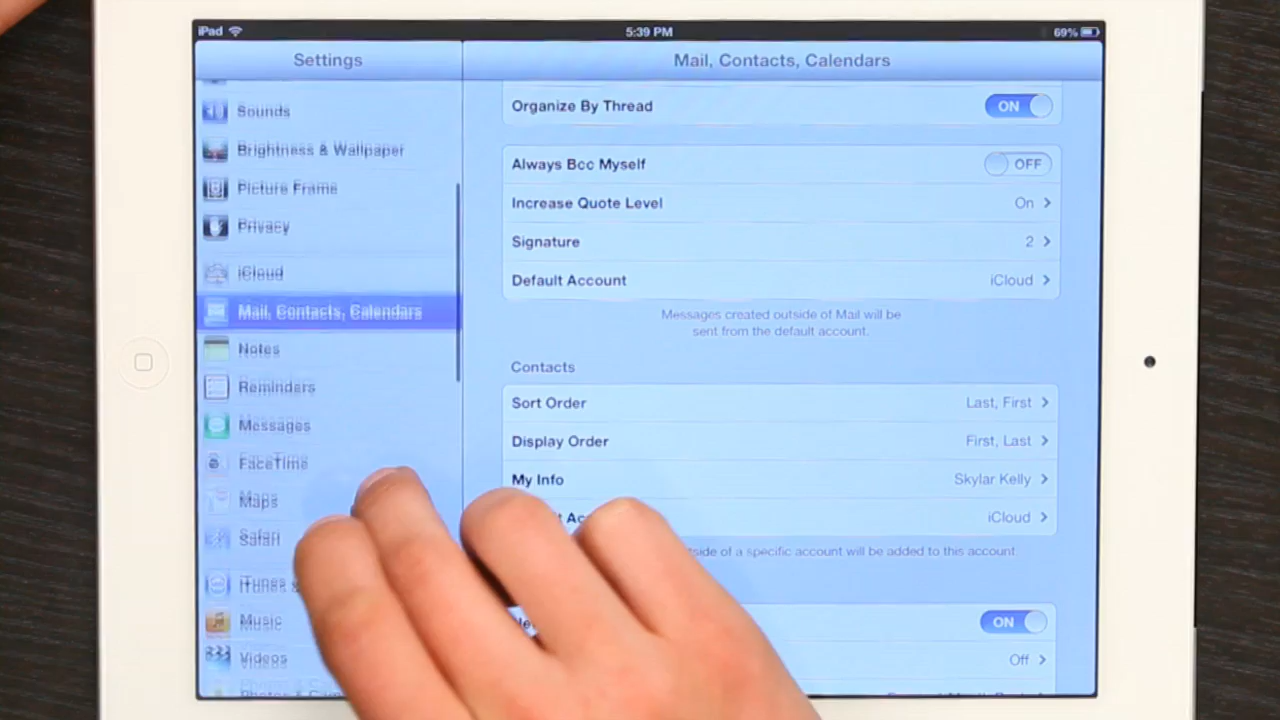 iPad
5:39 PM
69%
Settings
Mail, Contacts, Calendars
Sounds
Brightness & Wallpaper
Picture Frame
Privacy
iCloud
Mail, Contacts, Calendars
Notes
Reminders
Messages
FaceTime
Maps
Safari
iTunes &
Music
Videos
Organize By Thread ON
Always Bcc Myself OFF
Increase Quote Level On
Signature 2
Default Account iCloud
Messages created outside of Mail will be
sent from the default account.
Contacts
Sort Order Last, First
Display Order First, Last
My Info Skylar Kelly
iCloud
of a specific account will be added to this account.
ON
Off